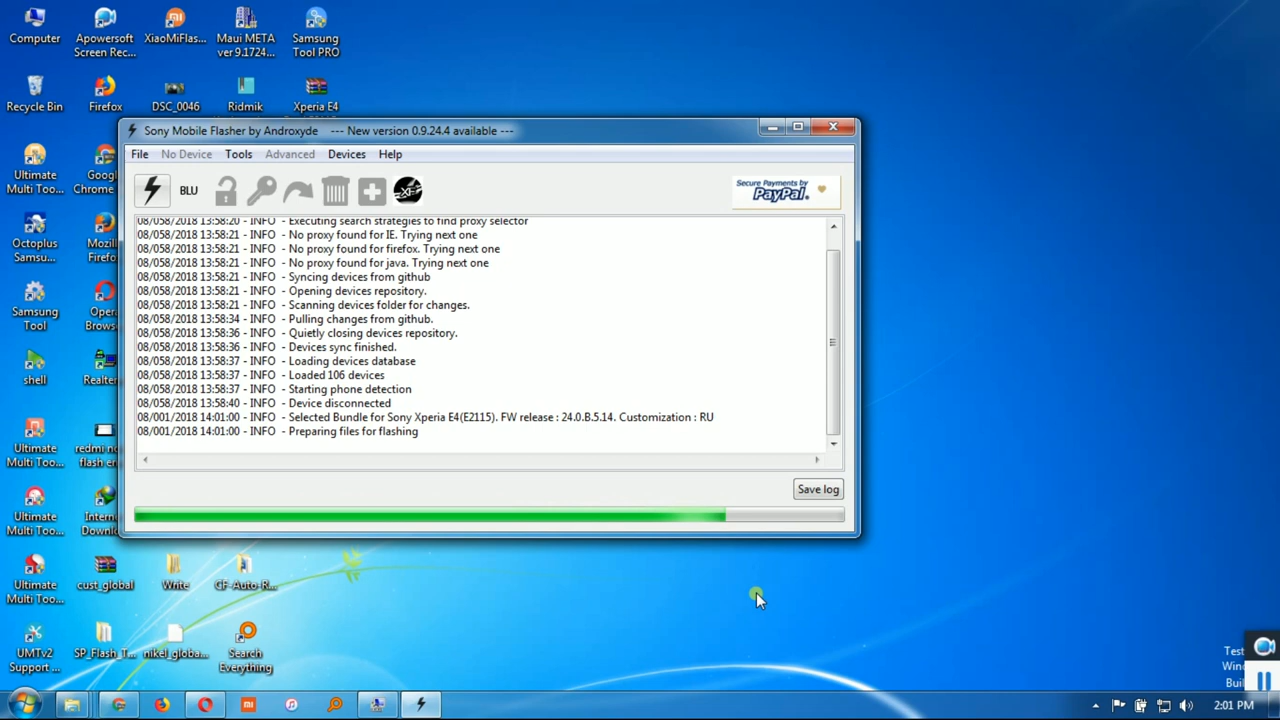 Computer
Apowersoft
Screen Rec...
XiaoMiFlas...
Maui META
ver 9.1724...
Samsung
Tool PRO
Recycle Bin
Firefox
DSC_0046
Ridmik
Xperia E4
Sony Mobile Flasher by Androxyde --- New version 0.9.24.4 available ---
File No Device Tools Advanced Devices Help
BLU
Secure Payments by
PayPal.
08/058/2018 13:58:20 - INFO - Executing search strategies to find proxy selector
08/058/2018 13:58:21 - INFO - No proxy found for IE. Trying next one
08/058/2018 13:58:21 - INFO - No proxy found for firefox. Trying next one
08/058/2018 13:58:21 - INFO - No proxy found for java. Trying next one
08/058/2018 13:58:21 - INFO - Syncing devices from github
08/058/2018 13:58:21 - INFO - Opening devices repository.
08/058/2018 13:58:21 - INFO - Scanning devices folder for changes.
08/058/2018 13:58:34 - INFO - Pulling changes from github.
08/058/2018 13:58:36 - INFO - Quietly closing devices repository.
08/058/2018 13:58:36 - INFO - Devices sync finished.
08/058/2018 13:58:37 - INFO - Loading devices database
08/058/2018 13:58:37 - INFO - Loaded 106 devices
08/058/2018 13:58:37 - INFO - Starting phone detection
08/058/2018 13:58:40 - INFO - Device disconnected
08/001/2018 14:01:00 - INFO - Selected Bundle for Sony Xperia E4(E2115). FW release : 24.0.B.5.14. Customization : RU
08/001/2018 14:01:00 - INFO - Preparing files for flashing
Save log
Ultimate
Multi Too...
Goog
Chrome
Octoplus
Samsu...
Mozil
Firefo
Samsung
Tool
Oper
Brows
shell
Realter
Ultimate
Multi Too...
redmi no
flash er
Ultimate
Multi Too...
Intern
Downl
Ultimate
Multi Too...
cust_global
Write
CF-Auto-R...
UMTv2
Support ...
SP_Flash_T...
nikel_globa...
Search
Everything
Test
Wind
Buil
2:01 PM